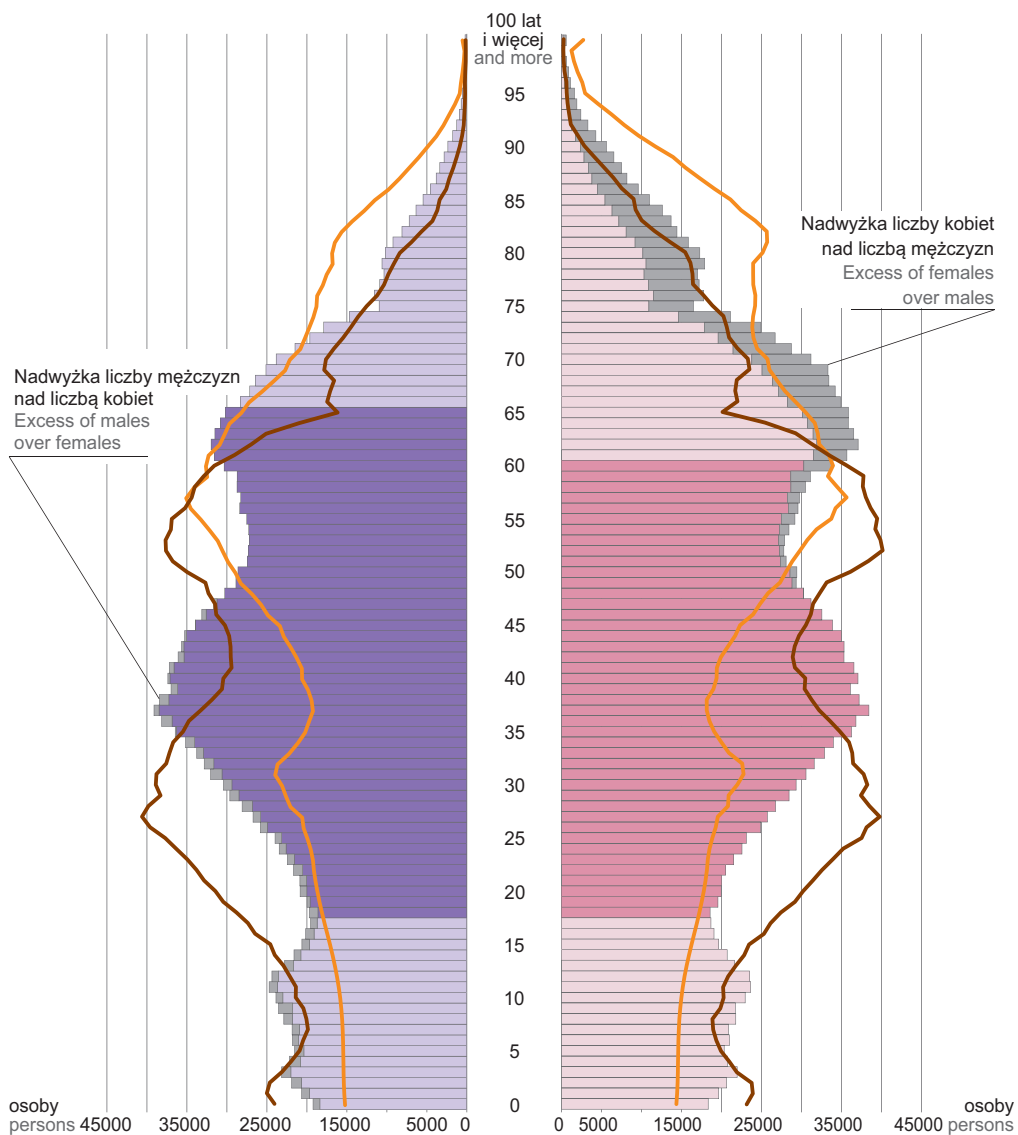 100 lat
i więcej
and more
95
90
85
80
75
70
65
60
55
50
45
40
35
30
25
20
15
10
5
0
Nadwyżka liczby kobiet
nad liczbą mężczyzn
Excess of females
over males
Nadwyżka liczby mężczyzn
nad liczbą kobiet
Excess of males
over females
osoby
persons 45000 35000 25000 15000 5000 0
osoby
0 5000 15000 25000 35000 45000 persons